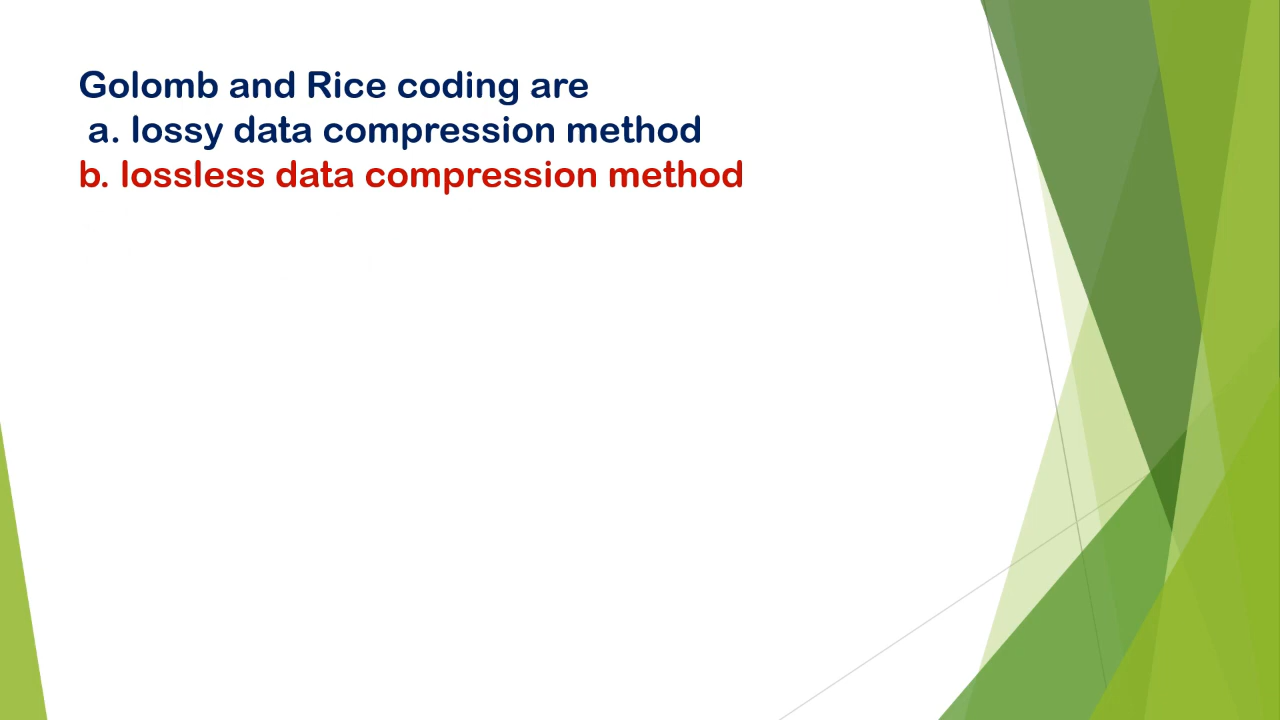 Golomb and Rice coding are
a. lossy data compression method
b. lossless data compression method